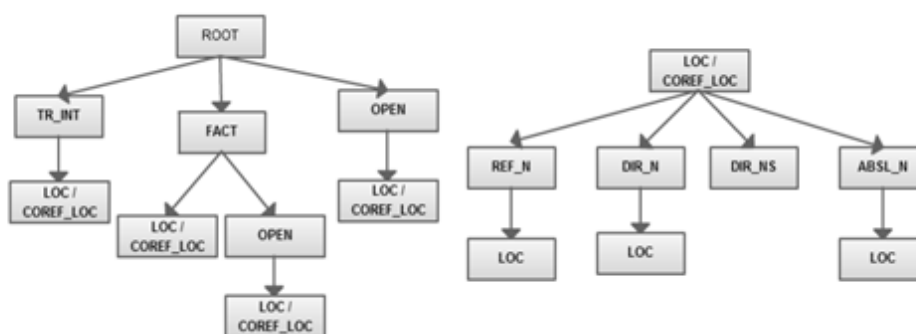 ROOT
TR_INT
FACT
OPEN
LOC /
COREF_LOC
LOC /
COREF_LOC
OPEN
LOC /
COREF_LOC
LOC /
COREF_LOC
LOC /
COREF_LOC
REF_N
DIR_N
DIR_NS
ABSL_N
LOC
LOC
LOC